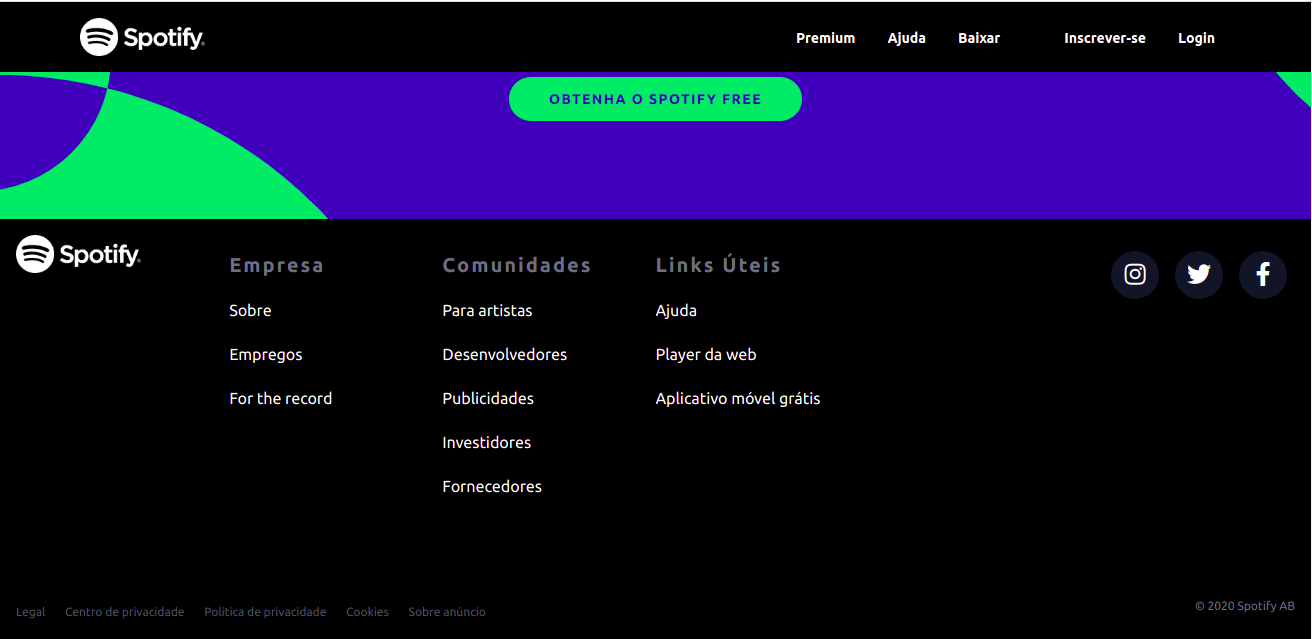 Spotify
Premium Ajuda Baixar Inscrever-se Login
OBTENHA O SPOTIFY FREE
Spotify
Empresa
Sobre
Empregos
For the record
Comunidades
Para artistas
Desenvolvedores
Publicidades
Investidores
Fornecedores
Links Úteis
Ajuda
Player da web
Aplicativo móvel grátis
Legal Centro de privacidade Politica de privacidade Cookies Sobre anúncio
© 2020 Spotify AB